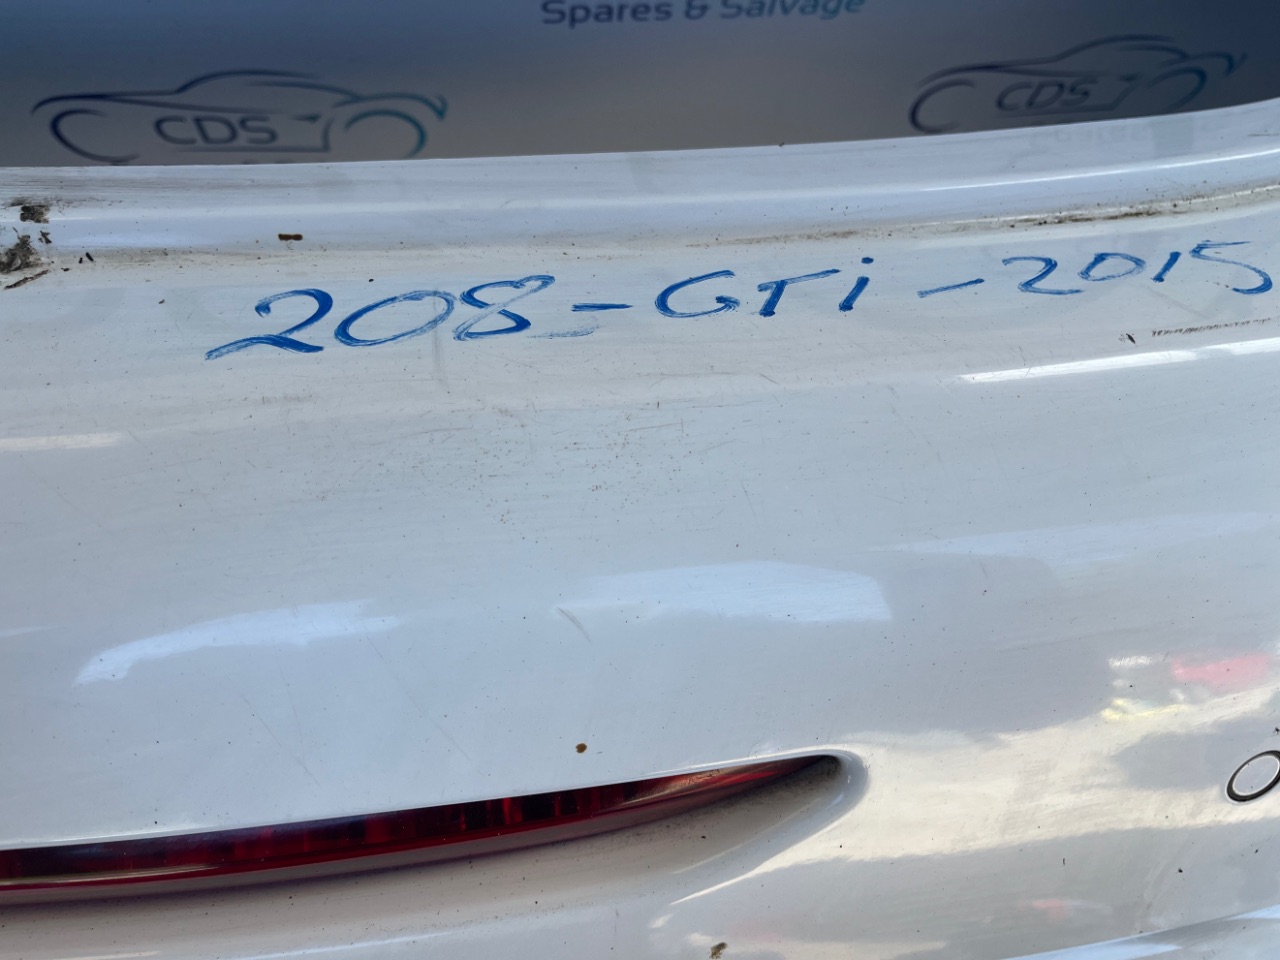 Spares & Salvage
CDS
CDS
208-GTi-2015